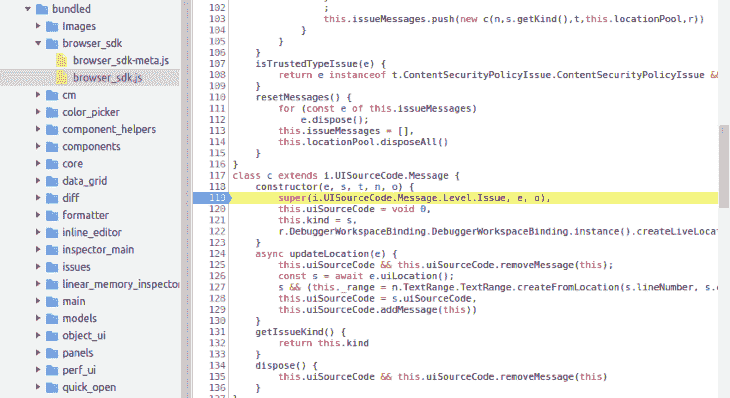 bundled
Images
browser_sdk
browser_sdk-meta.js
browser_sdk.js
cm
color_picker
component_helpers
components
core
data_grid
diff
formatter
inline_editor
inspector_main
issues
linear_memory_inspector
main
models
object_ui
panels
perf_ui
quick_open
102 ;
103 this.issueMessages.push(new c(n,s.getKind(),t,this.locationPool,r))
104 }
105 }
106 }
107 isTrustedTypeIssue(e) {
108 return e instanceof t.ContentSecurityPolicyIssue.ContentSecurityPolicyIssue &&
109 }
110 resetMessages() {
111 for (const e of this.issueMessages)
112 e.dispose();
113 this.issueMessages = [],
114 this.locationPool.disposeAll()
115 }
116 }
117 class c extends i.UISourceCode.Message {
118 constructor(e, s, t, n, o) {
119 super(i.UISourceCode.Message.Level.Issue, e, o),
120 this.uiSourceCode = void 0,
121 this.kind = s,
122 r.DebuggerWorkspaceBinding.DebuggerWorkspaceBinding.instance().createLiveLocat
123 }
124 async updateLocation(e) {
125 this.uiSourceCode && this.uiSourceCode.removeMessage(this);
126 const s = await e.uiLocation();
127 s && (this._range = n.TextRange.TextRange.createFromLocation(s.lineNumber, s.c
128 this.uiSourceCode = s.uiSourceCode,
129 this.uiSourceCode.addMessage(this))
130 }
131 getIssueKind() {
132 return this.kind
133 }
134 dispose() {
135 this.uiSourceCode && this.uiSourceCode.removeMessage(this)
136 }